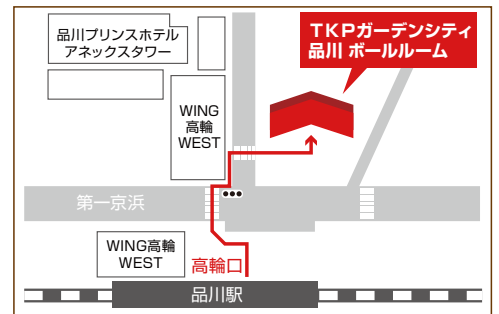 品川プリンスホテル
アネックスタワー
TKPガーデンシティ
品川 ボールルーム
WING
高輪
WEST
第一京浜
WING高輪
WEST
高輪口
品川駅